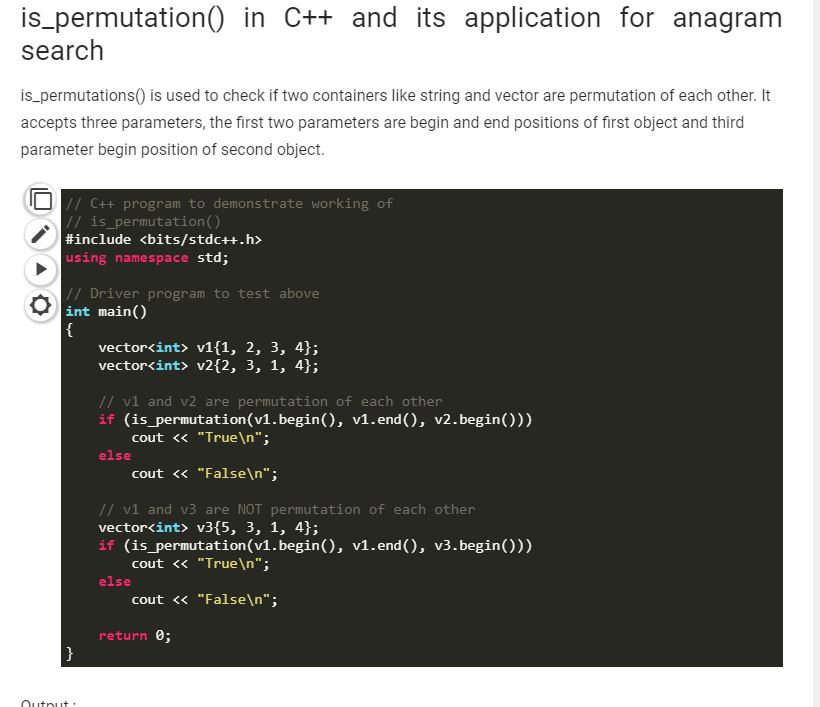 is_permutation() in C++ and its application for anagram
search
is_permutations() is used to check if two containers like string and vector are permutation of each other. It
accepts three parameters, the first two parameters are begin and end positions of first object and third
parameter begin position of second object.
// C++ program to demonstrate working of
// is_permutation()
#include <bits/stdc++.h>
using namespace std;
// Driver program to test above
int main()
{
    vector<int> v1{1, 2, 3, 4};
    vector<int> v2{2, 3, 1, 4};
    // v1 and v2 are permutation of each other
    if (is_permutation(v1.begin(), v1.end(), v2.begin()))
        cout << "True\n";
    else
        cout << "False\n";
    // v1 and v3 are NOT permutation of each other
    vector<int> v3{5, 3, 1, 4};
    if (is_permutation(v1.begin(), v1.end(), v3.begin()))
        cout << "True\n";
    else
        cout << "False\n";
    return 0;
}
Output :